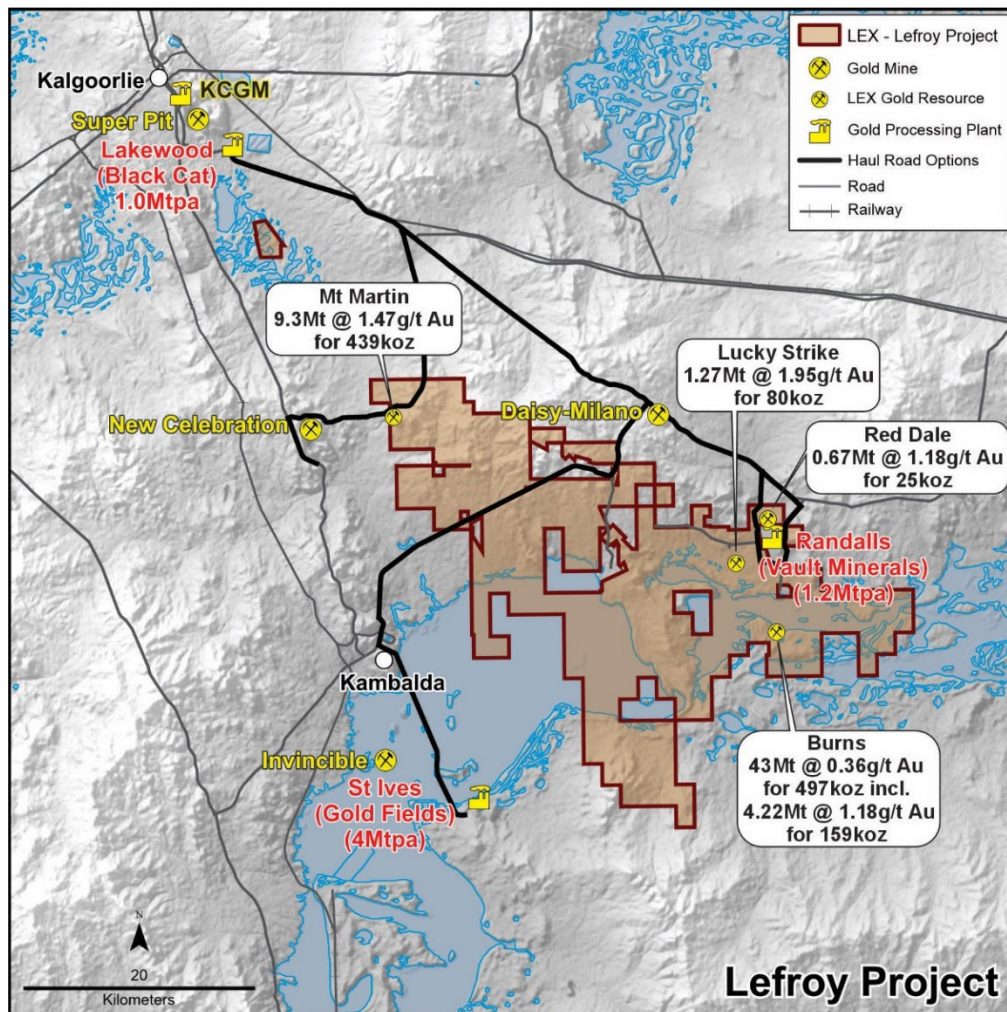 LEX - Lefroy Project
Gold Mine
LEX Gold Resource
Gold Processing Plant
Haul Road Options
Road
Railway
Kalgoorlie
KCGM
Super Pit
Lakewood
(Black Cat)
1.0Mtpa
Mt Martin
9.3Mt @ 1.47g/t Au
for 439koz
Lucky Strike
1.27Mt @ 1.95g/t Au
for 80koz
New Celebration
Daisy-Milano
Red Dale
0.67Mt @ 1.18g/t Au
for 25koz
Randalls
(Vault Minerals)
(1.2Mtpa)
Kambalda
Invincible
St Ives
(Gold Fields)
(4Mtpa)
Burns
43Mt @ 0.36g/t Au
for 497koz incl.
4.22Mt @ 1.18g/t Au
for 159koz
N
20
Kilometers
Lefroy Project